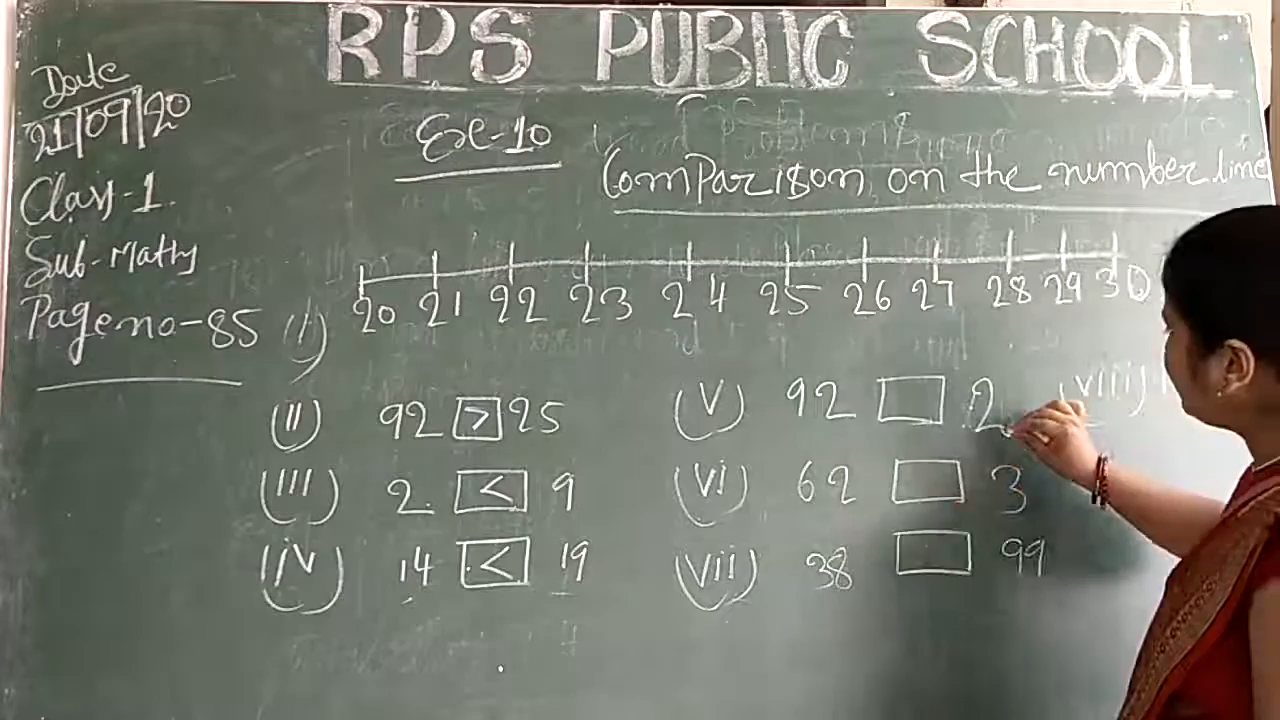 RPS PUBLIC SCHOOL
Date
21/09/20
Class-1.
Sub-Maths
Page no-85
Exe-10
Comparison on the number line
(I)
20 21 22 23 24 25 26 27 28 29 30
(II) 92 > 25
(III) 2 < 9
(IV) 14 < 19
(V) 92 2
(VI) 62 3
(VII) 38 99
(VIII)